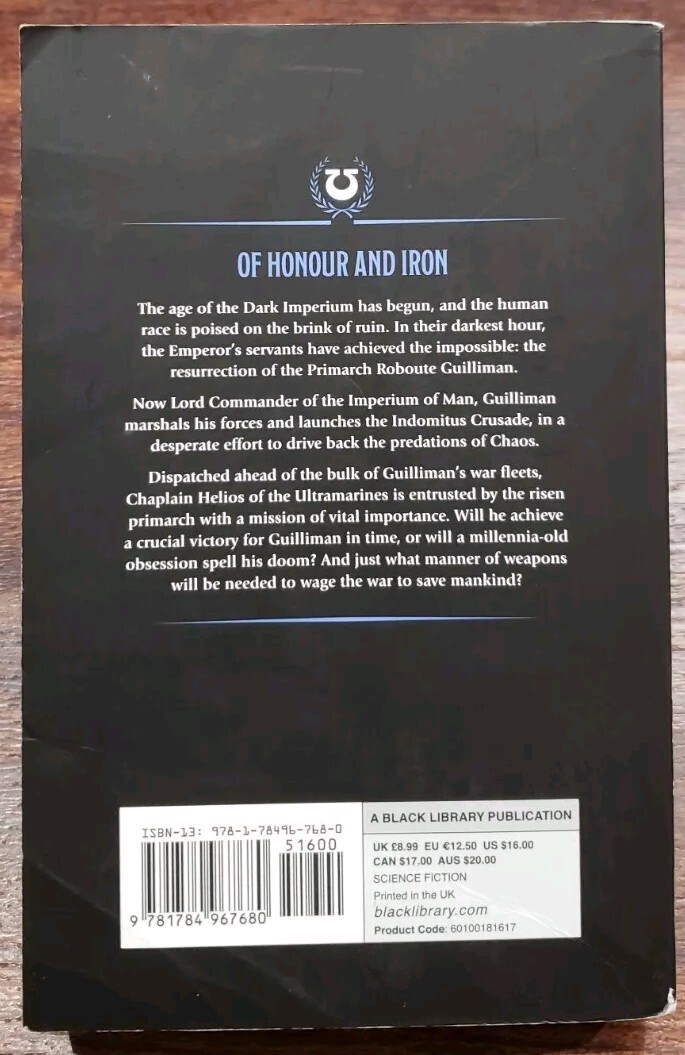 OF HONOUR AND IRON
The age of the Dark Imperium has begun, and the human
race is poised on the brink of ruin. In their darkest hour,
the Emperor's servants have achieved the impossible: the
resurrection of the Primarch Roboute Guilliman.
Now Lord Commander of the Imperium of Man, Guilliman
marshals his forces and launches the Indomitus Crusade, in a
desperate effort to drive back the predations of Chaos.
Dispatched ahead of the bulk of Guilliman's war fleets,
Chaplain Helios of the Ultramarines is entrusted by the risen
primarch with a mission of vital importance. Will he achieve
a crucial victory for Guilliman in time, or will a millennia-old
obsession spell his doom? And just what manner of weapons
will be needed to wage the war to save mankind?
ISBN-13: 978-1-78496-768-0
51600
9 781784 967680
A BLACK LIBRARY PUBLICATION
UK £8.99 EU €12.50 US $16.00
CAN $17.00 AUS $20.00
SCIENCE FICTION
Printed in the UK
blacklibrary.com
Product Code: 60100181617